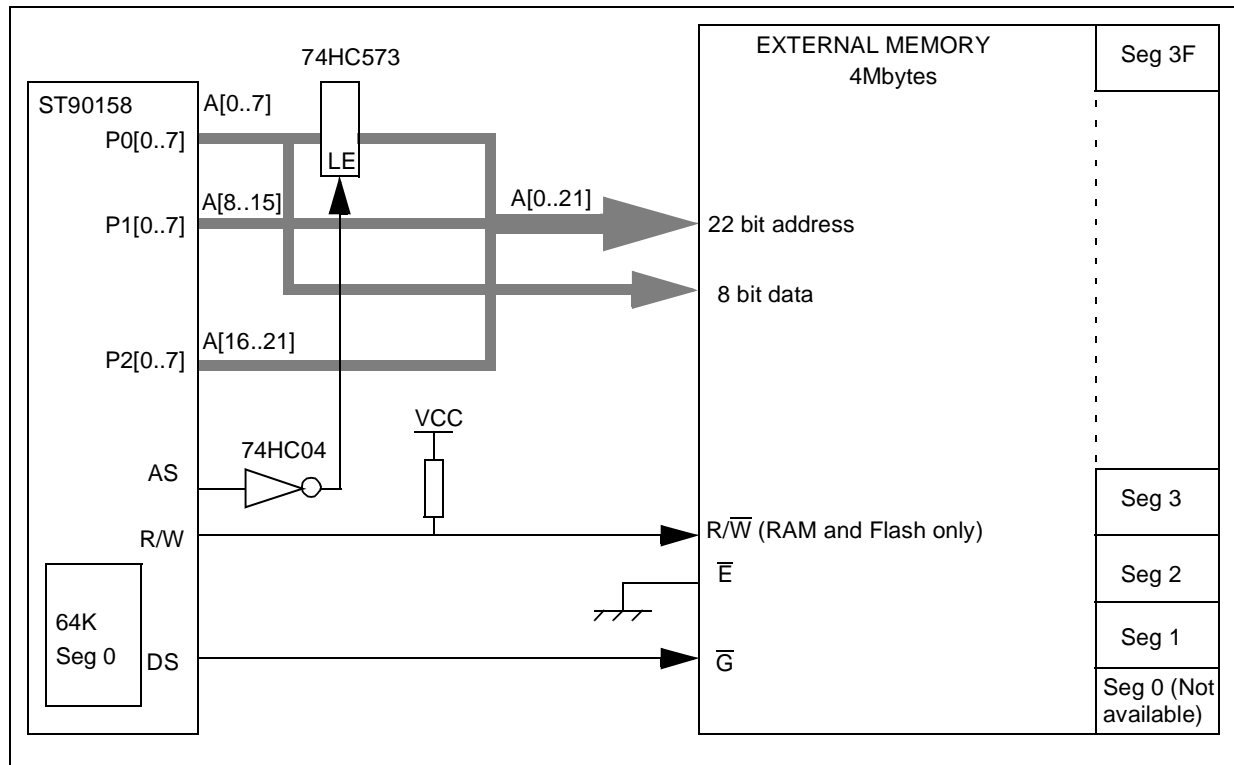 EXTERNAL MEMORY
4Mbytes
Seg 3F
74HC573
ST90158
A[0..7]
P0[0..7]
LE
A[8..15]
A[0..21]
P1[0..7]
22 bit address
8 bit data
A[16..21]
P2[0..7]
VCC
74HC04
AS
Seg 3
R/W
R/W̅ (RAM and Flash only)
E̅
Seg 2
64K
Seg 0
DS
G̅
Seg 1
Seg 0 (Not
available)